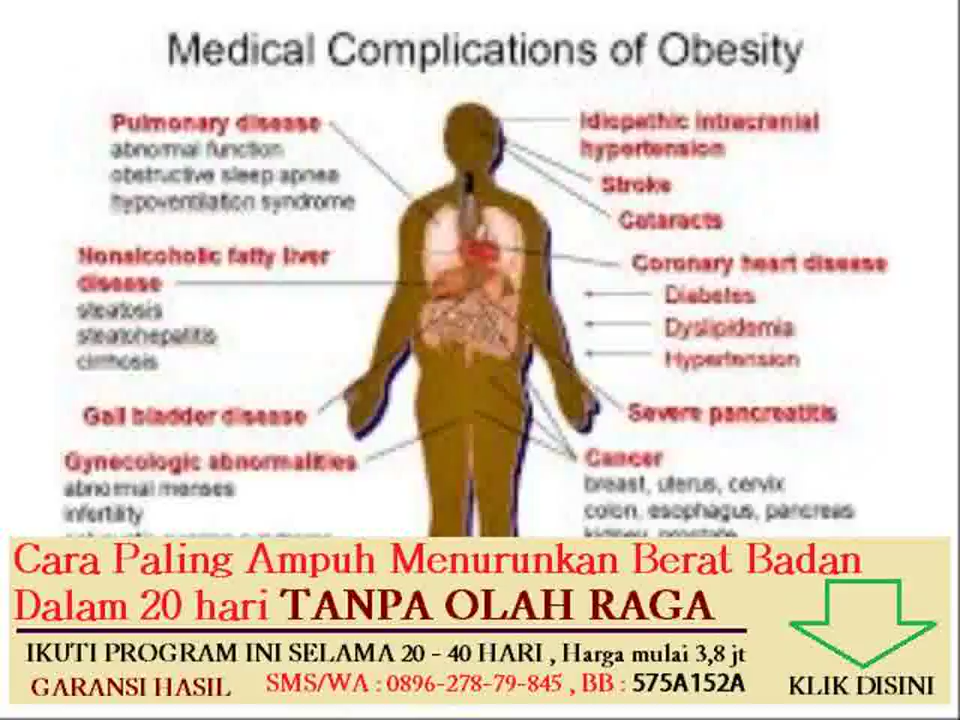 Medical Complications of Obesity
Pulmonary disease
abnormal function
obstructive sleep apnea
hypoventilation syndrome
Nonalcoholic fatty liver
disease
steatosis
steatohepatitis
cirrhosis
Gall bladder disease
Gynecologic abnormalities
abnormal menses
infertility
Idiopathic intracranial
hypertension
Stroke
Cataracts
Coronary heart disease
Diabetes
Dyslipidemia
Hypertension
Severe pancreatitis
Cancer
breast, uterus, cervix
colon, esophagus, pancreas
kidney, prostate
Cara Paling Ampuh Menurunkan Berat Badan
Dalam 20 hari TANPA OLAH RAGA
IKUTI PROGRAM INI SELAMA 20 - 40 HARI , Harga mulai 3,8 jt
GARANSI HASIL SMS/WA : 0896-278-79-845 , BB : 575A152A
KLIK DISINI